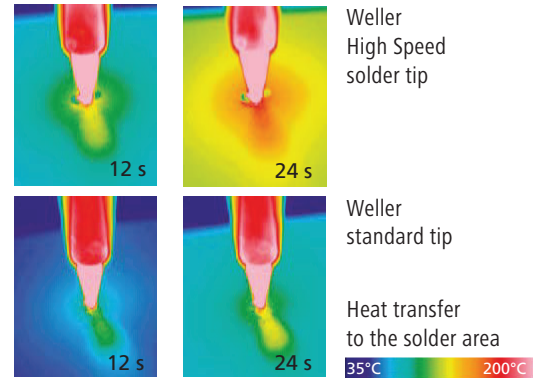 Weller
High Speed
solder tip
12 s
24 s
Weller
standard tip
12 s
24 s
Heat transfer
to the solder area
35°C
200°C